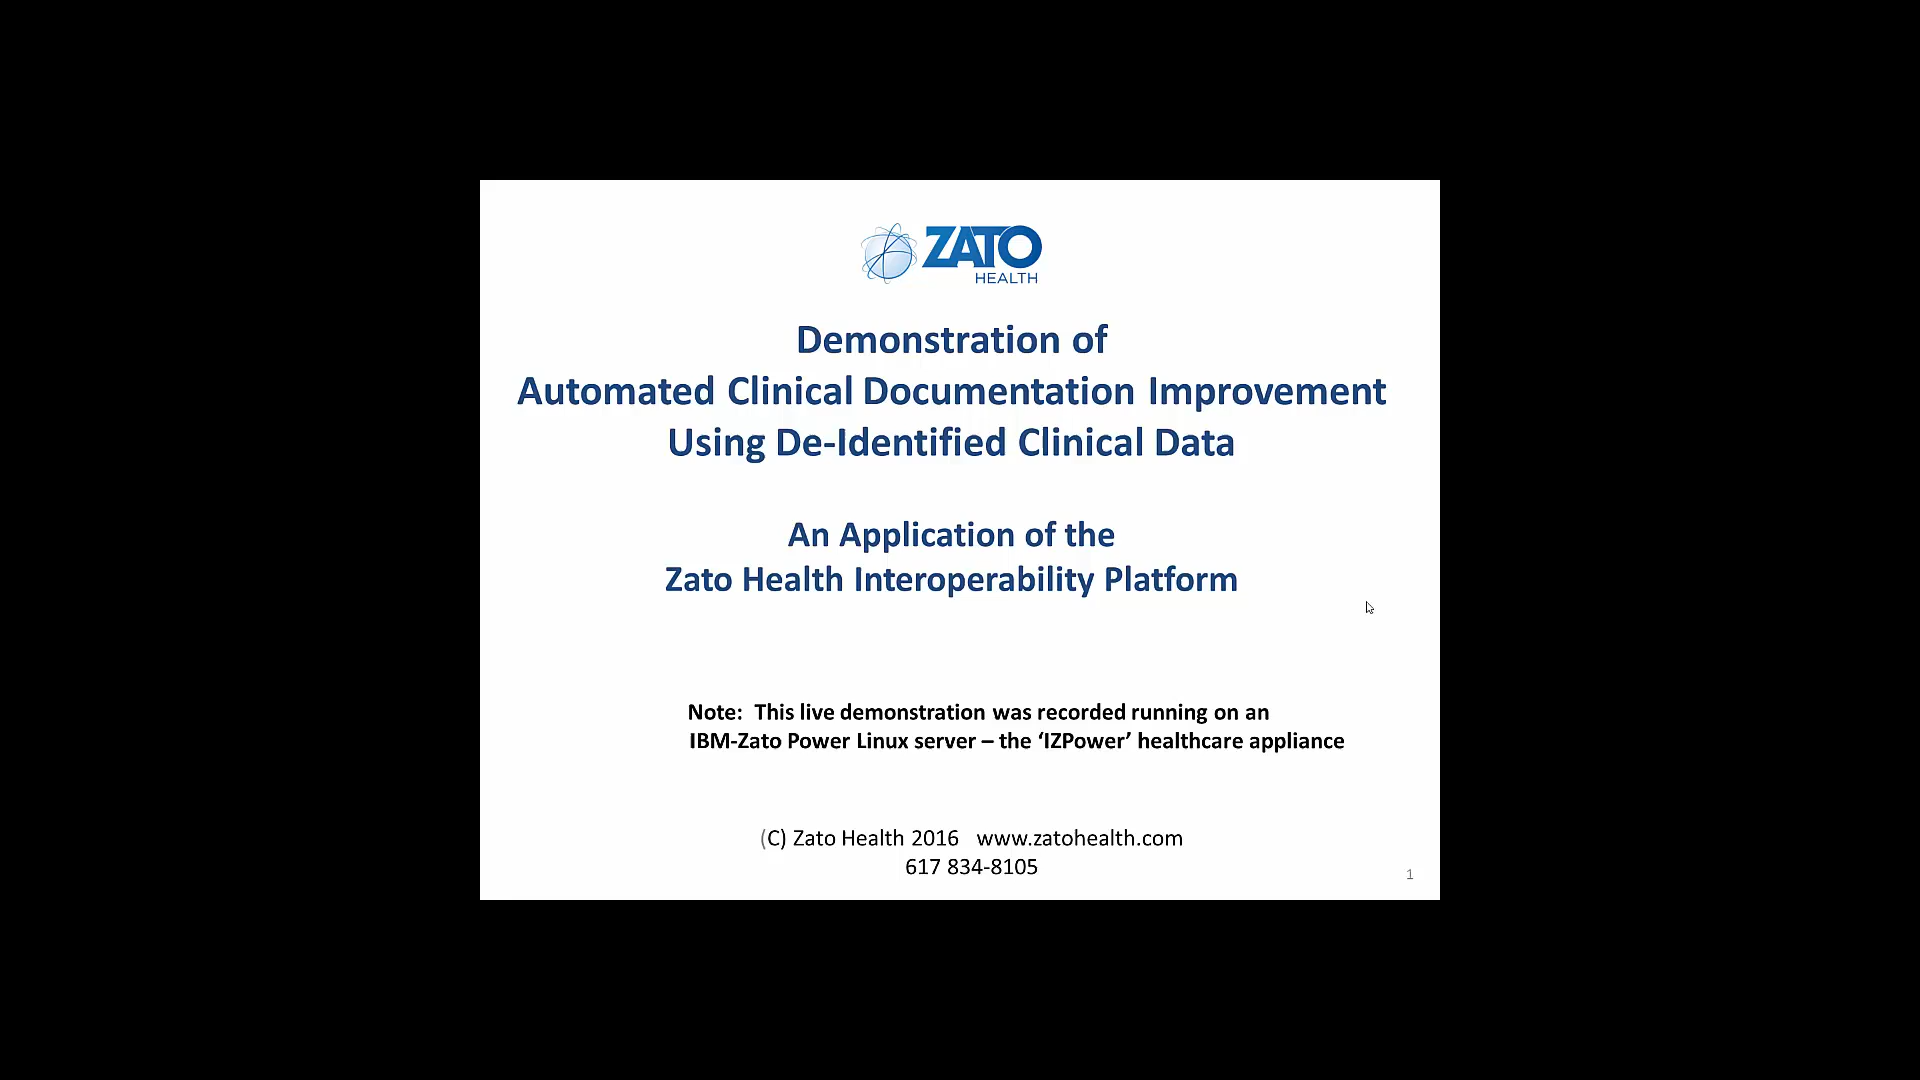 ZATO
HEALTH
Demonstration of
Automated Clinical Documentation Improvement
Using De-Identified Clinical Data
An Application of the
Zato Health Interoperability Platform
Note:  This live demonstration was recorded running on an
IBM-Zato Power Linux server – the ‘IZPower’ healthcare appliance
(C) Zato Health 2016   www.zatohealth.com
617 834-8105
1